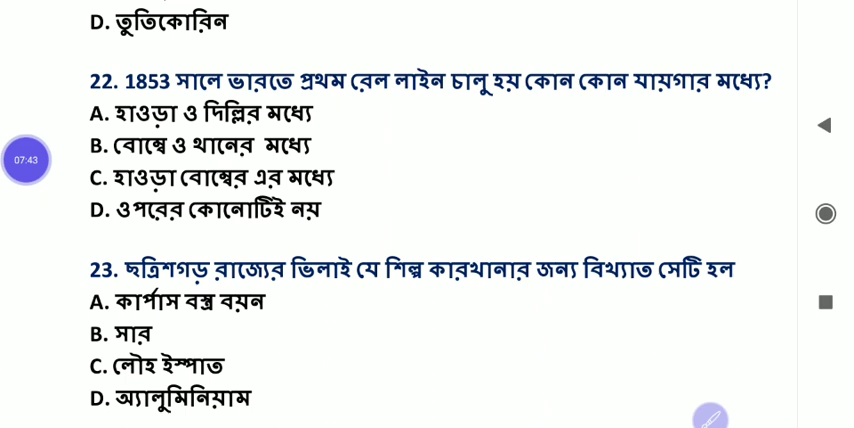 D. তুতিকোরিন
22. 1853 সালে ভারতে প্রথম রেল লাইন চালু হয় কোন কোন যায়গার মধ্যে?
A. হাওড়া ও দিল্লির মধ্যে
B. বোম্বে ও থানের মধ্যে
07:43
C. হাওড়া বোম্বের এর মধ্যে
D. ওপরের কোনোটিই নয়
23. ছত্রিশগড় রাজ্যের ভিলাই যে শিল্প কারখানার জন্য বিখ্যাত সেটি হল
A. কার্পাস বস্ত্র বয়ন
B. সার
C. লৌহ ইস্পাত
D. অ্যালুমিনিয়াম